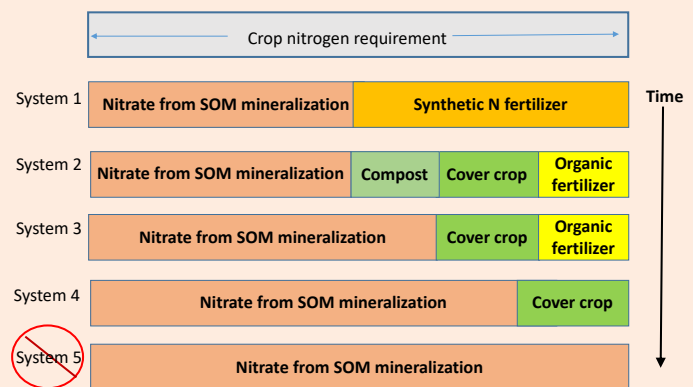 Crop nitrogen requirement
System 1
Nitrate from SOM mineralization
Synthetic N fertilizer
Time
System 2
Nitrate from SOM mineralization
Compost
Cover crop
Organic
fertilizer
System 3
Nitrate from SOM mineralization
Cover crop
Organic
fertilizer
System 4
Nitrate from SOM mineralization
Cover crop
System 5
Nitrate from SOM mineralization